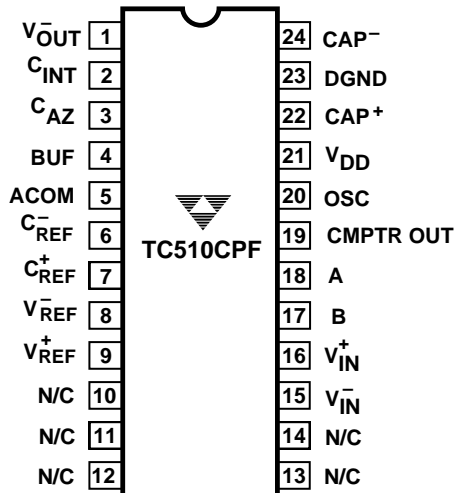 V⁻OUT 1
CINT 2
CAZ 3
BUF 4
ACOM 5
C⁻REF 6
C⁺REF 7
V⁻REF 8
V⁺REF 9
N/C 10
N/C 11
N/C 12
TC510CPF
24 CAP⁻
23 DGND
22 CAP⁺
21 VDD
20 OSC
19 CMPTR OUT
18 A
17 B
16 V⁺IN
15 V⁻IN
14 N/C
13 N/C